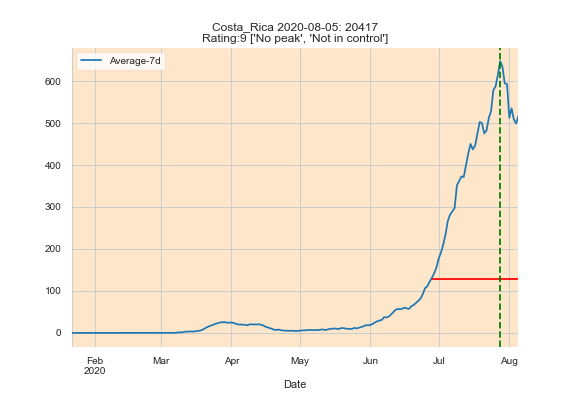 Costa_Rica 2020-08-05: 20417
Rating:9 ['No peak', 'Not in control']
Average-7d
600
500
400
300
200
100
0
Feb Mar Apr May Jun Jul Aug
2020
Date